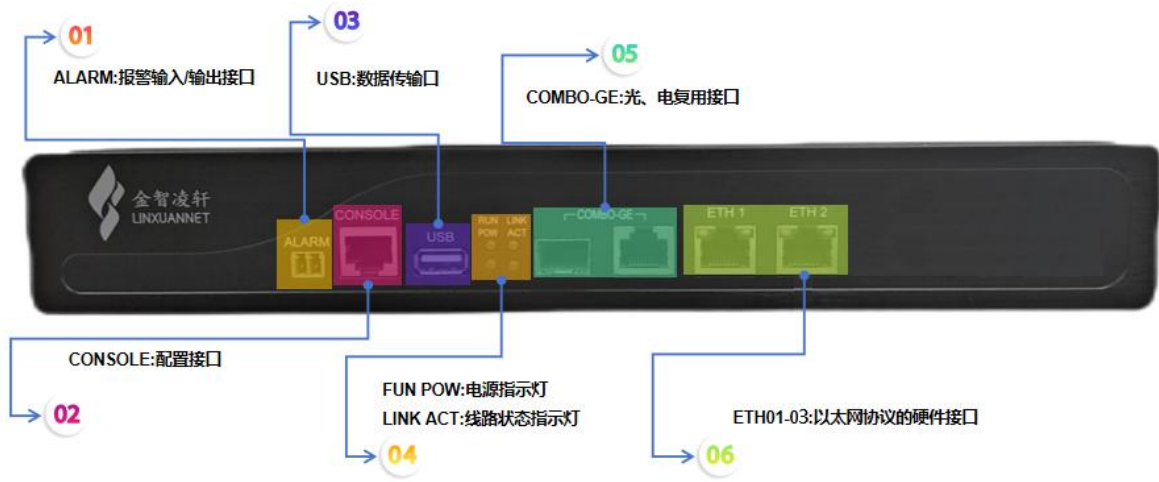 01
ALARM:报警输入/输出接口
03
USB:数据传输口
05
COMBO-GE:光、电复用接口
金智凌轩
LINXUANNET
ALARM
CONSOLE
USB
RUN LINK
POW ACT
COMBO-GE
ETH 1
ETH 2
CONSOLE:配置接口
02
FUN POW:电源指示灯
LINK ACT:线路状态指示灯
04
ETH01-03:以太网协议的硬件接口
06